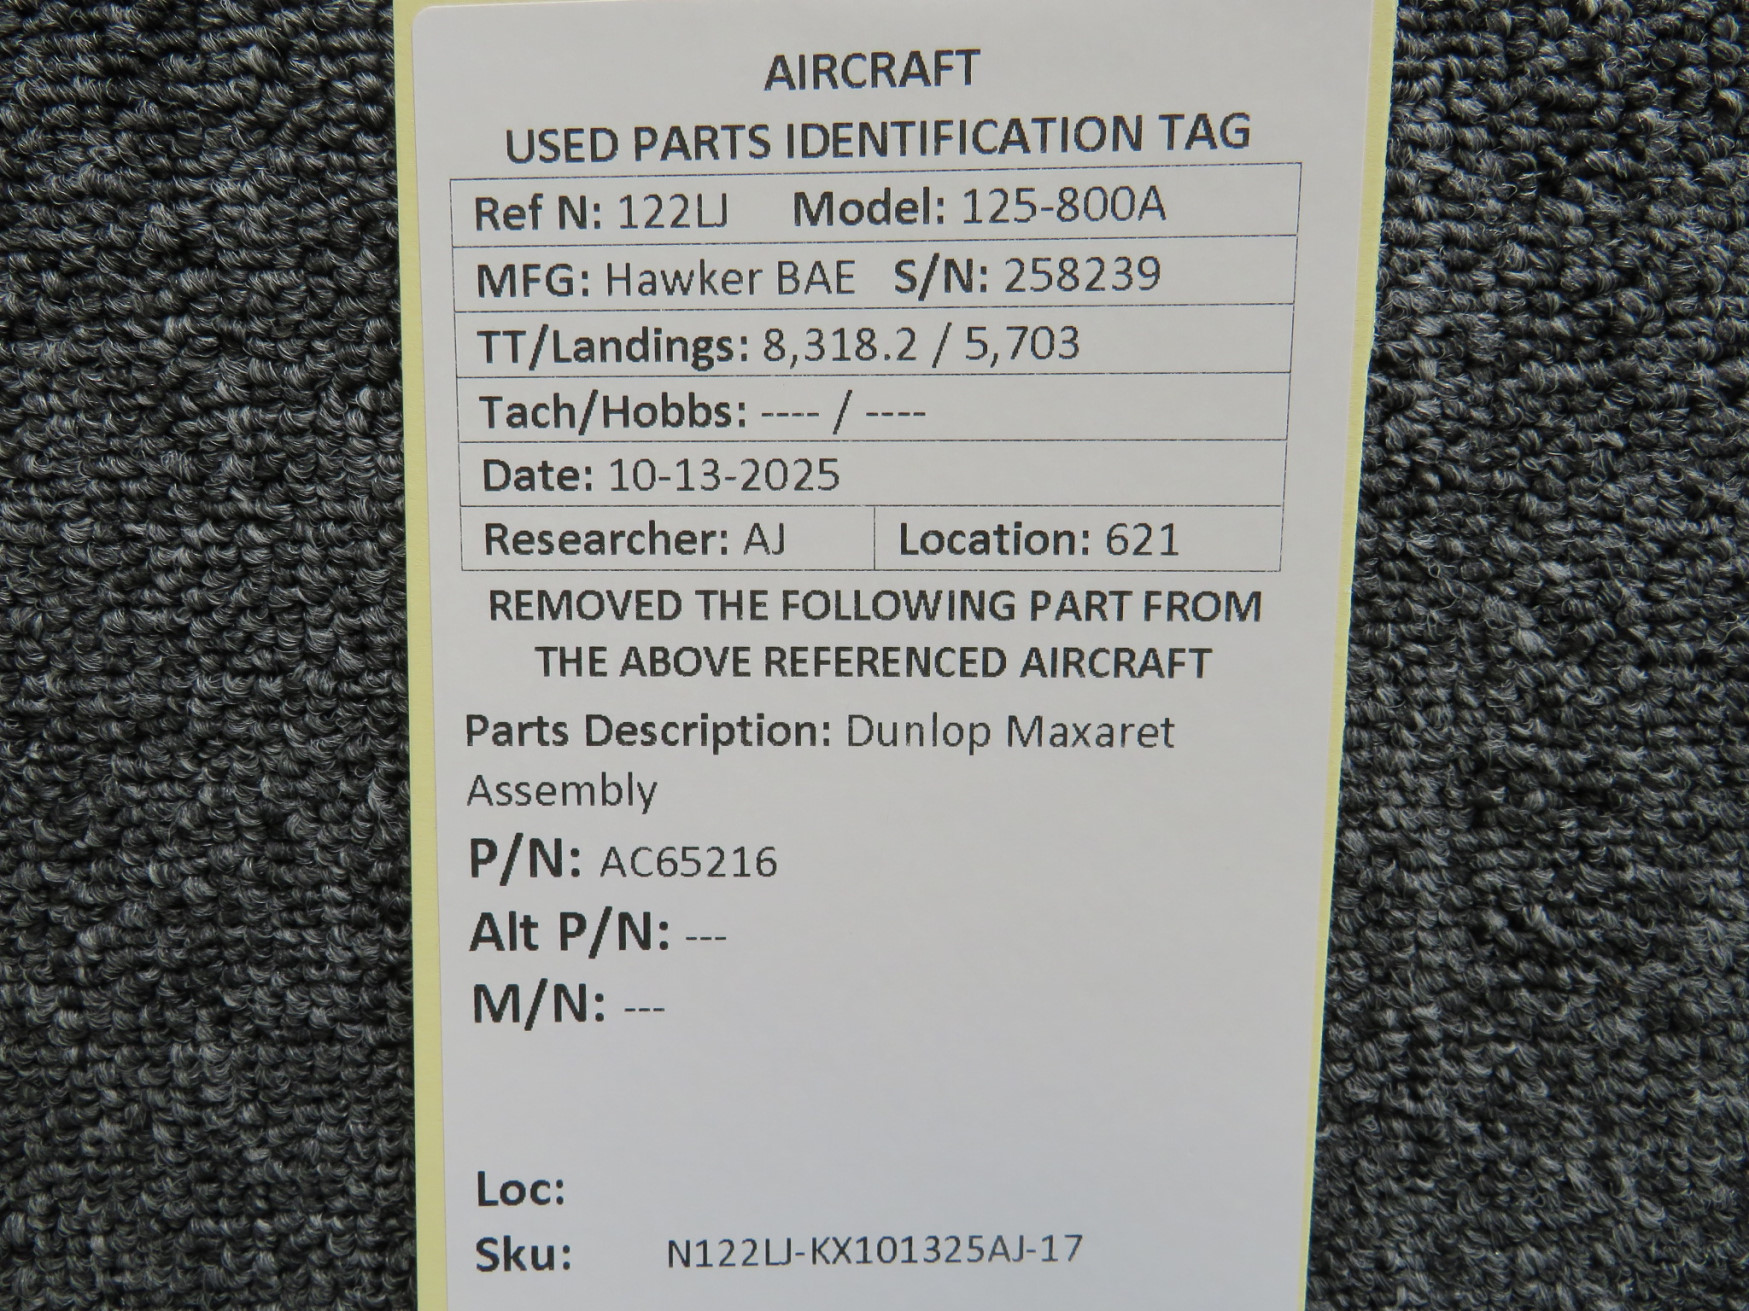 AIRCRAFT
USED PARTS IDENTIFICATION TAG
Ref N: 122LJ Model: 125-800A
MFG: Hawker BAE S/N: 258239
TT/Landings: 8,318.2 / 5,703
Tach/Hobbs: ---- / ----
Date: 10-13-2025
Researcher: AJ Location: 621
REMOVED THE FOLLOWING PART FROM
THE ABOVE REFERENCED AIRCRAFT
Parts Description: Dunlop Maxaret
Assembly
P/N: AC65216
Alt P/N: ---
M/N: ---
Loc:
Sku: N122LJ-KX101325AJ-17